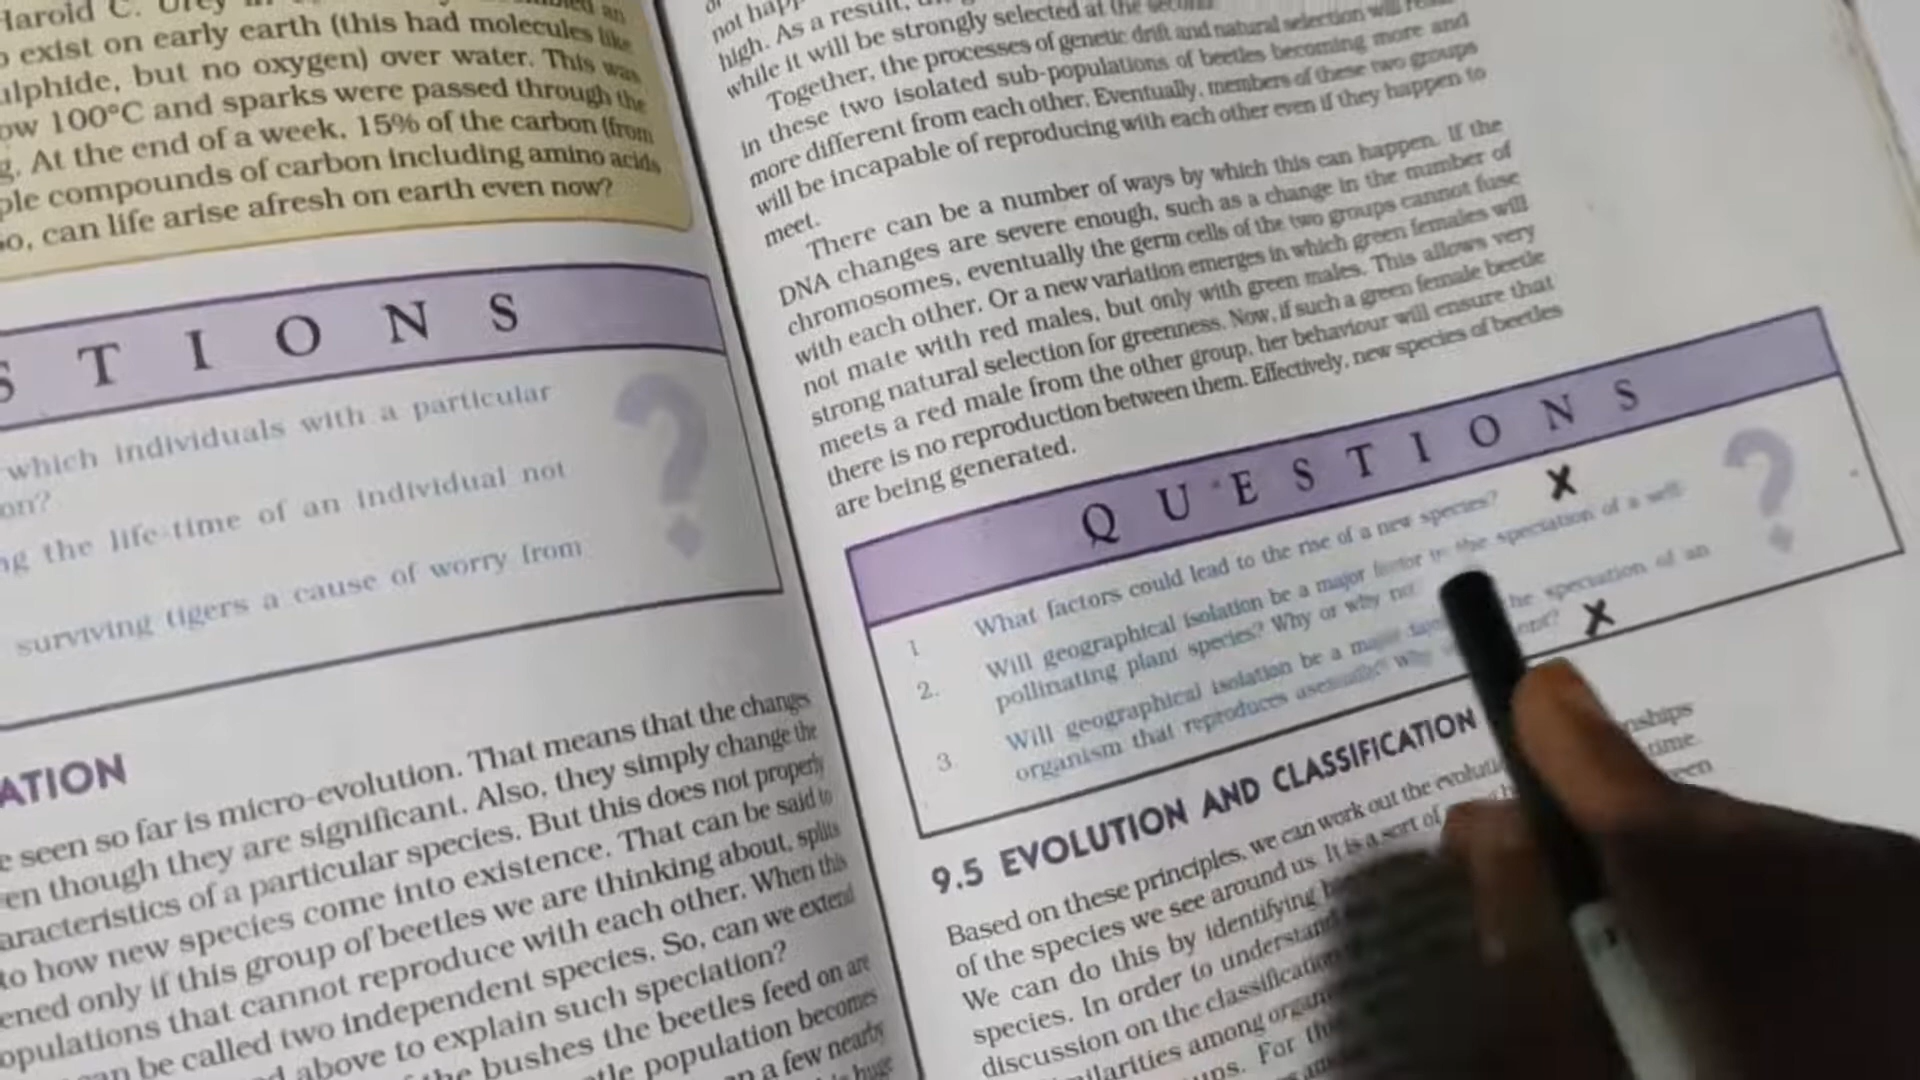 Harold C. Urey in
exist on early earth (this had molecules like
ulphide, but no oxygen) over water. This was
ow 100°C and sparks were passed through the
g. At the end of a week, 15% of the carbon (from
ple compounds of carbon including amino acids
so, can life arise afresh on earth even now?
S T I O N S
which individuals with a particular
on?
ng the life-time of an individual not
surviving tigers a cause of worry from
?
ATION
e seen so far is micro-evolution. That means that the changes
en though they are significant. Also, they simply change the
aracteristics of a particular species. But this does not properly
to how new species come into existence. That can be said to
ened only if this group of beetles we are thinking about, splits
opulations that cannot reproduce with each other. When this
an be called two independent species. So, can we extend
d above to explain such speciation?
the bushes the beetles feed on are
tle population becomes
a few nearby
huge
not happ
high. As a result,
while it will be strongly selected at the second.
Together, the processes of genetic drift and natural selection will
in these two isolated sub-populations of beetles becoming more and
more different from each other. Eventually, members of these two groups
will be incapable of reproducing with each other even if they happen to
meet.
There can be a number of ways by which this can happen. If the
DNA changes are severe enough, such as a change in the number of
chromosomes, eventually the germ cells of the two groups cannot fuse
with each other. Or a new variation emerges in which green females will
not mate with red males, but only with green males. This allows very
strong natural selection for greenness. Now, if such a green female beetle
meets a red male from the other group, her behaviour will ensure that
there is no reproduction between them. Effectively, new species of beetles
are being generated.
Q U E S T I O N S
1 What factors could lead to the rise of a new species? X
2. Will geographical isolation be a major factor in the speciation of a self-
pollinating plant species? Why or why not
3. Will geographical isolation be a major he speciation of an
organism that reproduces asexually? Why X
?
9.5 EVOLUTION AND CLASSIFICATION
Based on these principles, we can work out the evoluti nships
of the species we see around us. It is a sort of time.
We can do this by identifying een
species. In order to understand
discussion on the classification
milarities among organ
ups. For th